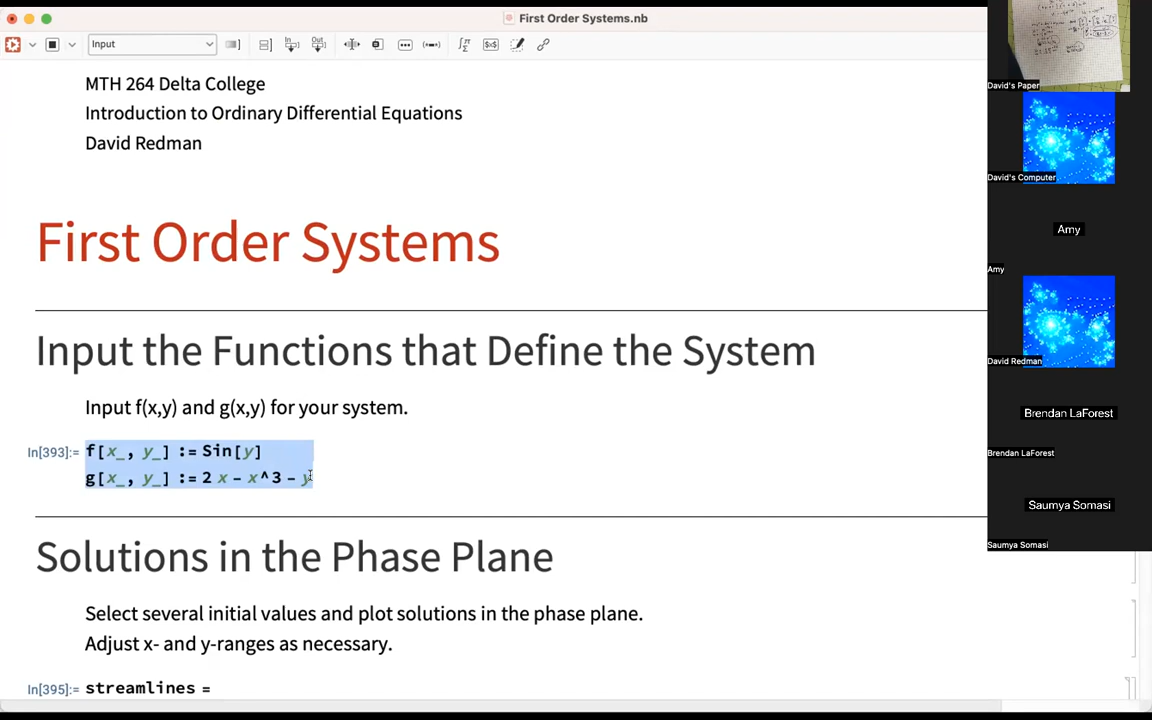 First Order Systems.nb
Input
MTH 264 Delta College
Introduction to Ordinary Differential Equations
David Redman
First Order Systems
Input the Functions that Define the System
Input f(x,y) and g(x,y) for your system.
In[393]:= f[x_, y_] := Sin[y]
g[x_, y_] := 2 x - x^3 - y
Solutions in the Phase Plane
Select several initial values and plot solutions in the phase plane.
Adjust x- and y-ranges as necessary.
In[395]:= streamlines =
David's Paper
David's Computer
Amy
Amy
David Redman
Brendan LaForest
Brendan LaForest
Saumya Somasi
Saumya Somasi